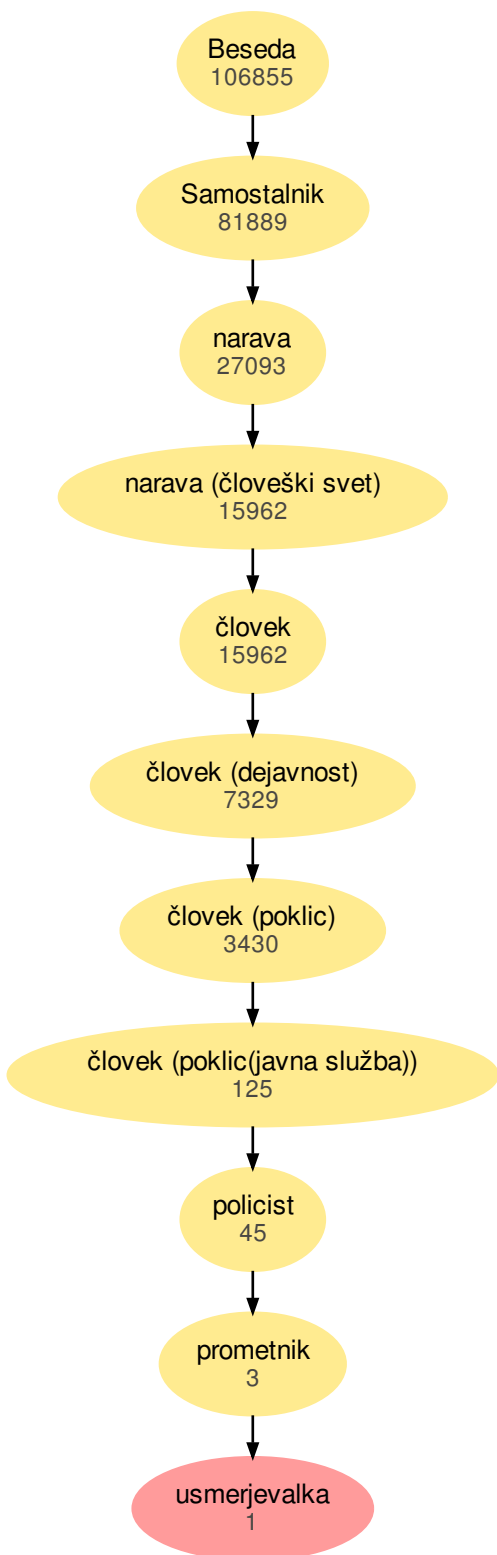 Beseda
106855
Samostalnik
81889
narava
27093
narava (človeški svet)
15962
človek
15962
človek (dejavnost)
7329
človek (poklic)
3430
človek (poklic(javna služba))
125
policist
45
prometnik
3
usmerjevalka
1